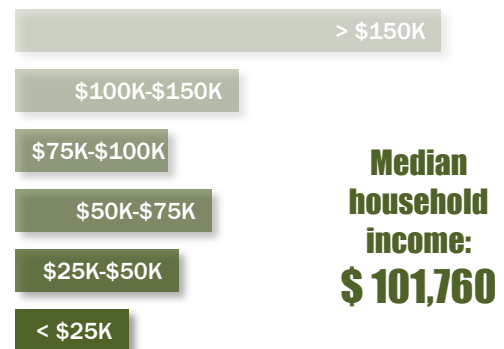 > $150K
$100K-$150K
$75K-$100K
$50K-$75K
$25K-$50K
< $25K
Median
household
income:
$ 101,760